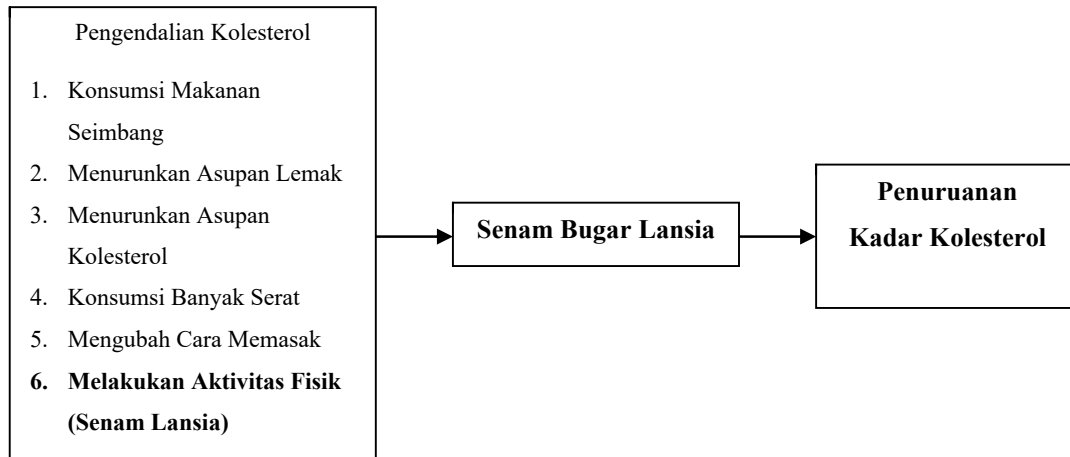 Pengendalian Kolesterol
1. Konsumsi Makanan
Seimbang
2. Menurunkan Asupan Lemak
3. Menurunkan Asupan
Kolesterol
4. Konsumsi Banyak Serat
5. Mengubah Cara Memasak
6. Melakukan Aktivitas Fisik
(Senam Lansia)
Senam Bugar Lansia
Penuruanan
Kadar Kolesterol